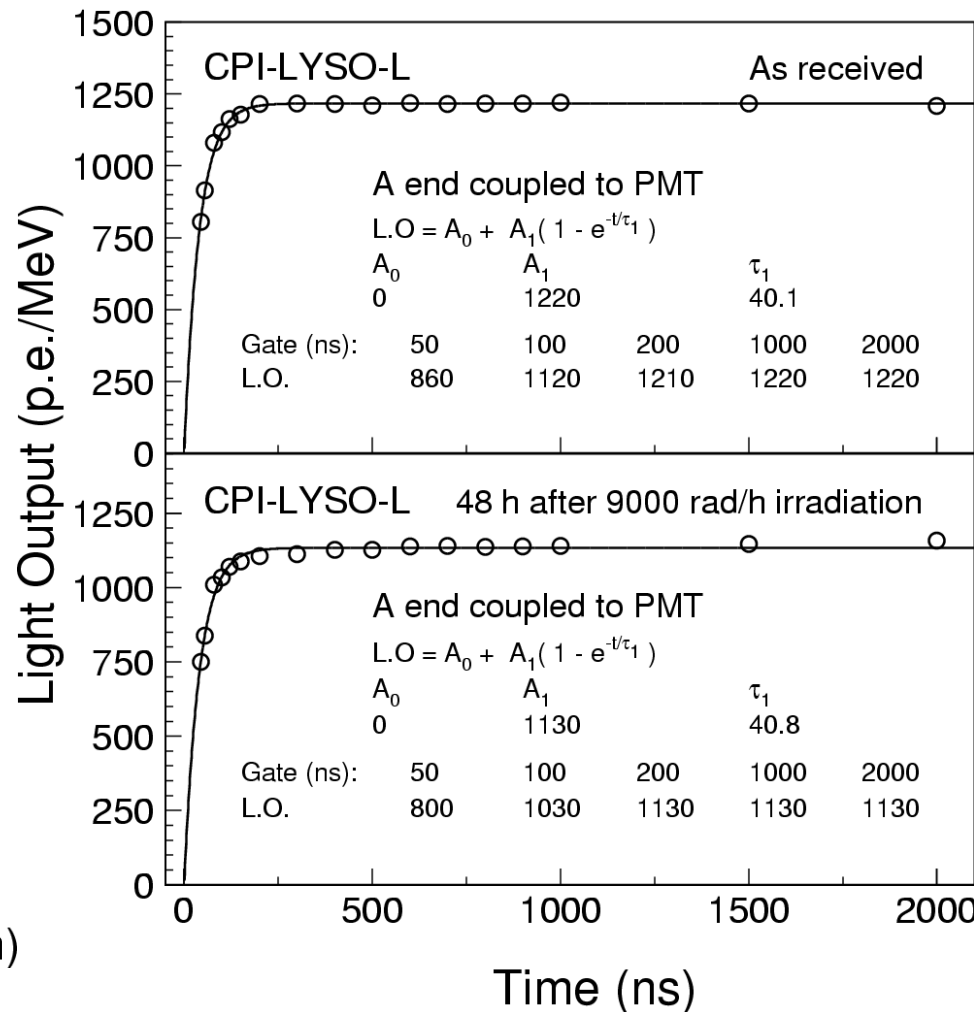 1500
CPI-LYSO-L As received
1250
1000
A end coupled to PMT
L.O = A₀ + A₁( 1 - e^{-t/τ₁} )
750
A₀ A₁ τ₁
0 1220 40.1
500
Gate (ns): 50 100 200 1000 2000
L.O. 860 1120 1210 1220 1220
250
0
CPI-LYSO-L 48 h after 9000 rad/h irradiation
1250
1000
A end coupled to PMT
L.O = A₀ + A₁( 1 - e^{-t/τ₁} )
750
A₀ A₁ τ₁
0 1130 40.8
500
Gate (ns): 50 100 200 1000 2000
L.O. 800 1030 1130 1130 1130
250
0
Light Output (p.e./MeV)
0 500 1000 1500 2000
Time (ns)